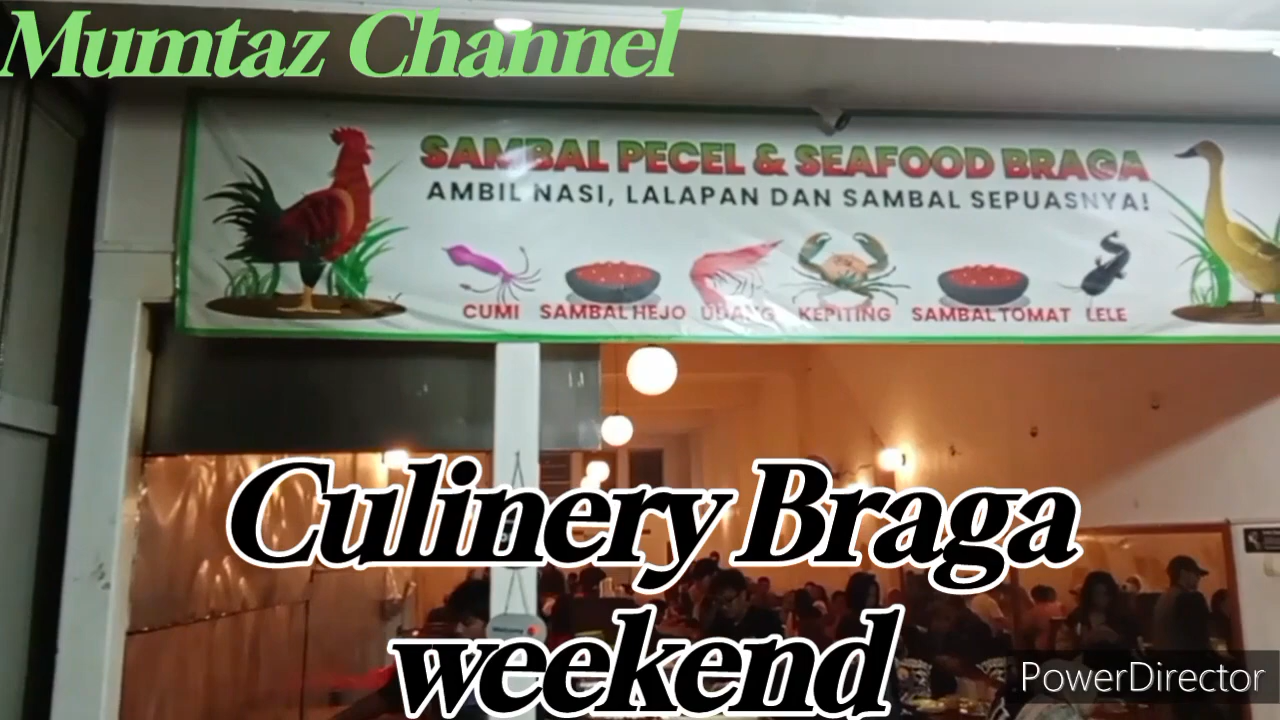 Mumtaz Channel
SAMBAL PECEL & SEAFOOD BRAGA
AMBIL NASI, LALAPAN DAN SAMBAL SEPUASNYA!
CUMI SAMBAL HEJO UDANG KEPITING SAMBAL TOMAT LELE
Culinery Braga
weekend
PowerDirector